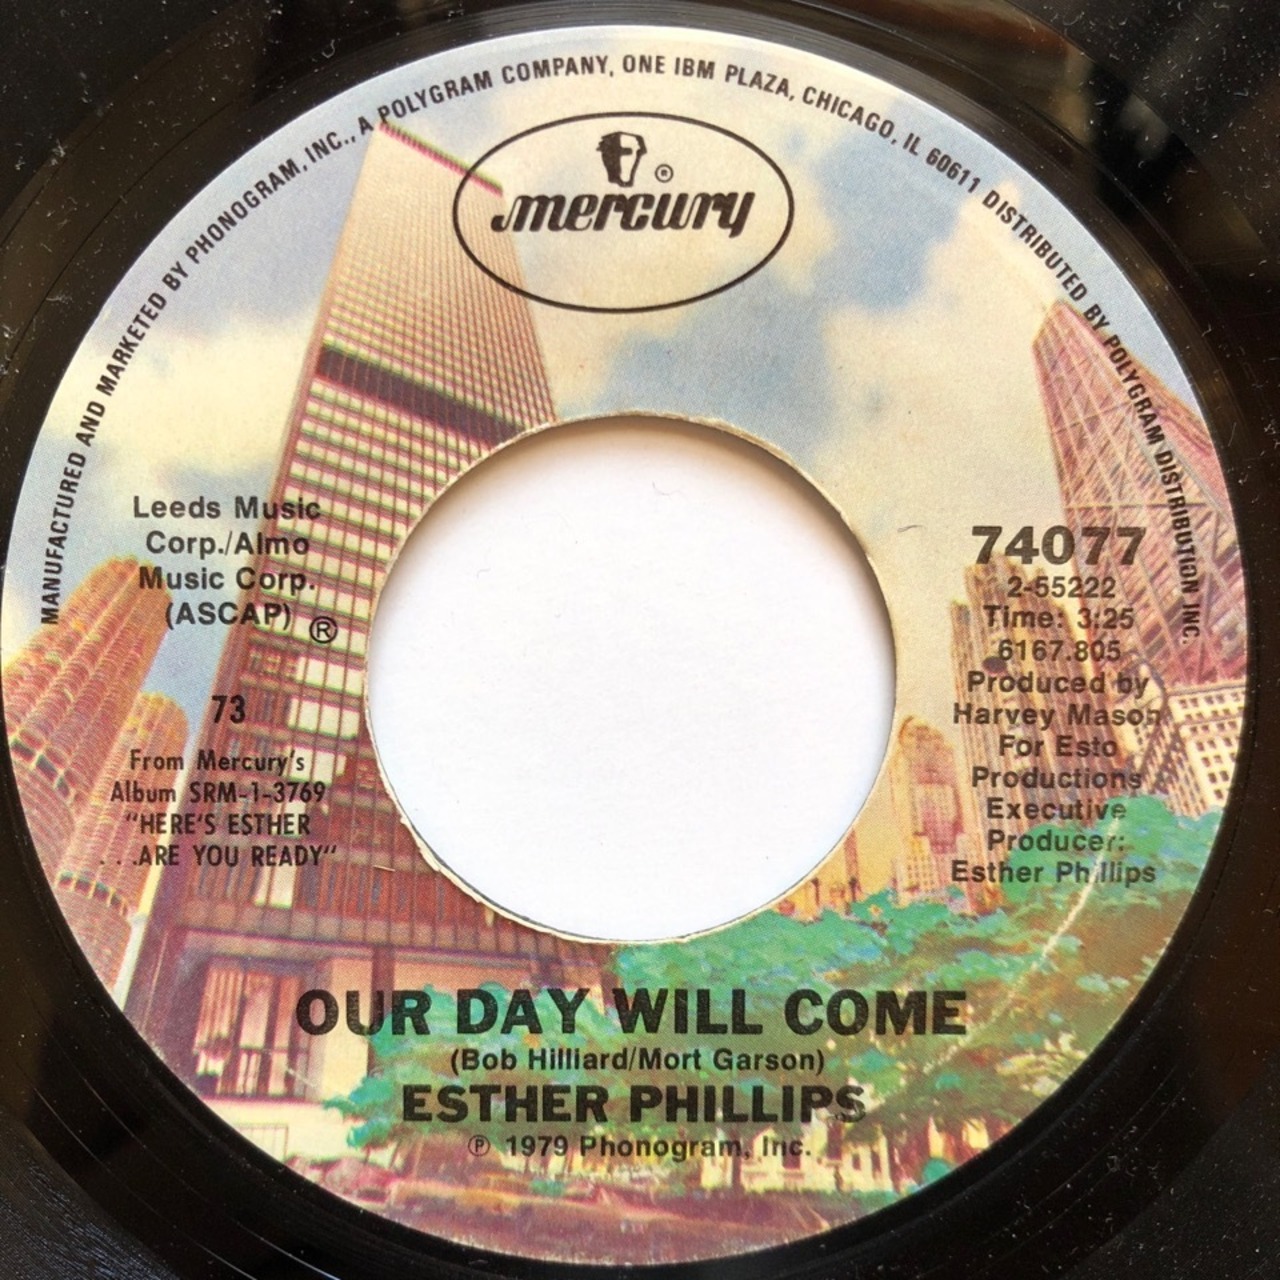 MANUFACTURED AND MARKETED BY PHONOGRAM, INC., A POLYGRAM COMPANY, ONE IBM PLAZA, CHICAGO, IL 60611 DISTRIBUTED BY POLYGRAM DISTRIBUTION INC.
®
mercury
Leeds Music
Corp./Almo
Music Corp.
(ASCAP) ®
73
From Mercury's
Album SRM-1-3769
"HERE'S ESTHER
. . .ARE YOU READY"
74077
2-55222
Time: 3:25
6167.805
Produced by
Harvey Mason
For Esto
Productions
Executive
Producer:
Esther Phillips
OUR DAY WILL COME
(Bob Hilliard/Mort Garson)
ESTHER PHILLIPS
℗ 1979 Phonogram, Inc.